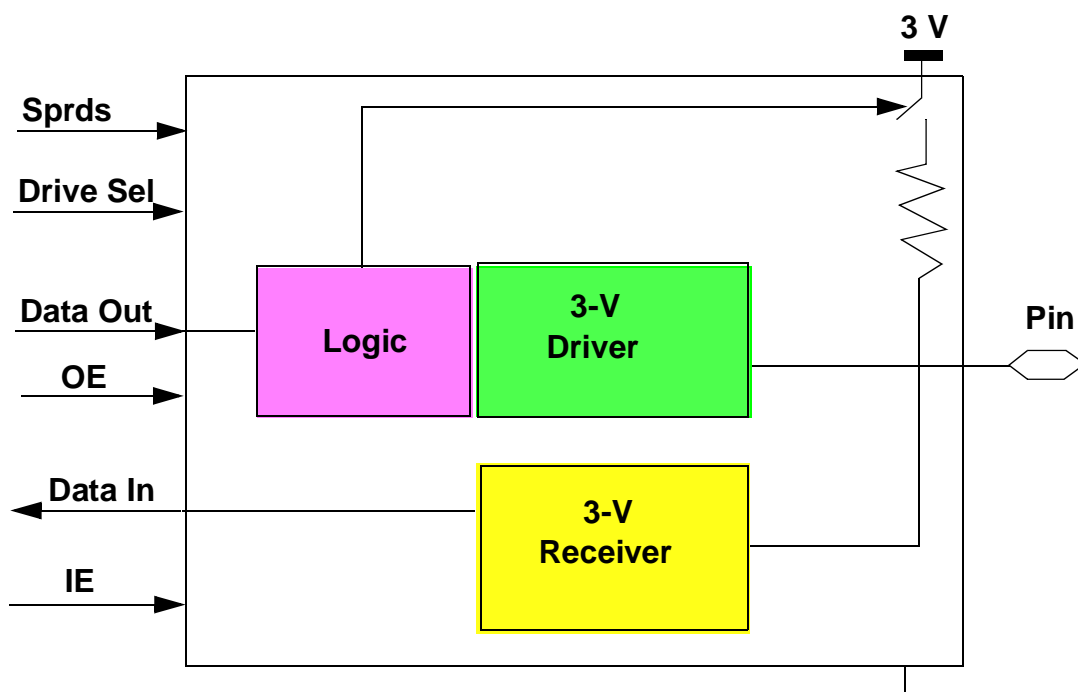 3 V
Sprds
Drive Sel
Data Out
Logic
3-V
Driver
Pin
OE
Data In
3-V
Receiver
IE